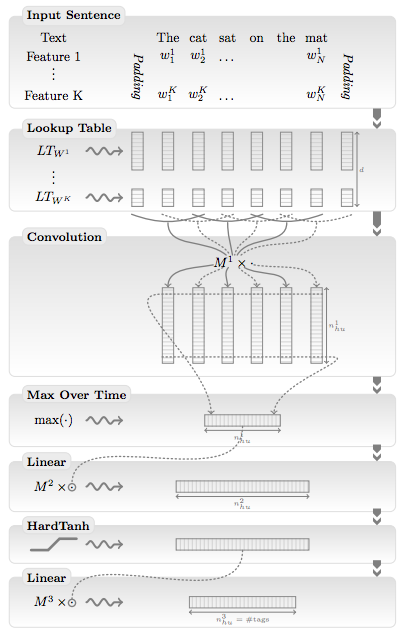 Input Sentence
Text The cat sat on the mat
Feature 1 w_1^1 w_2^1 ... w_N^1
⋮
Feature K w_1^K w_2^K ... w_N^K
Padding
Padding
Lookup Table
LT_{W^1}
⋮
LT_{W^K}
d
Convolution
M^1 × ·
n_{hu}^1
Max Over Time
max(·)
n_{hu}^1
Linear
M^2 × ⊙
n_{hu}^2
HardTanh
Linear
M^3 × ⊙
n_{hu}^3 = #tags